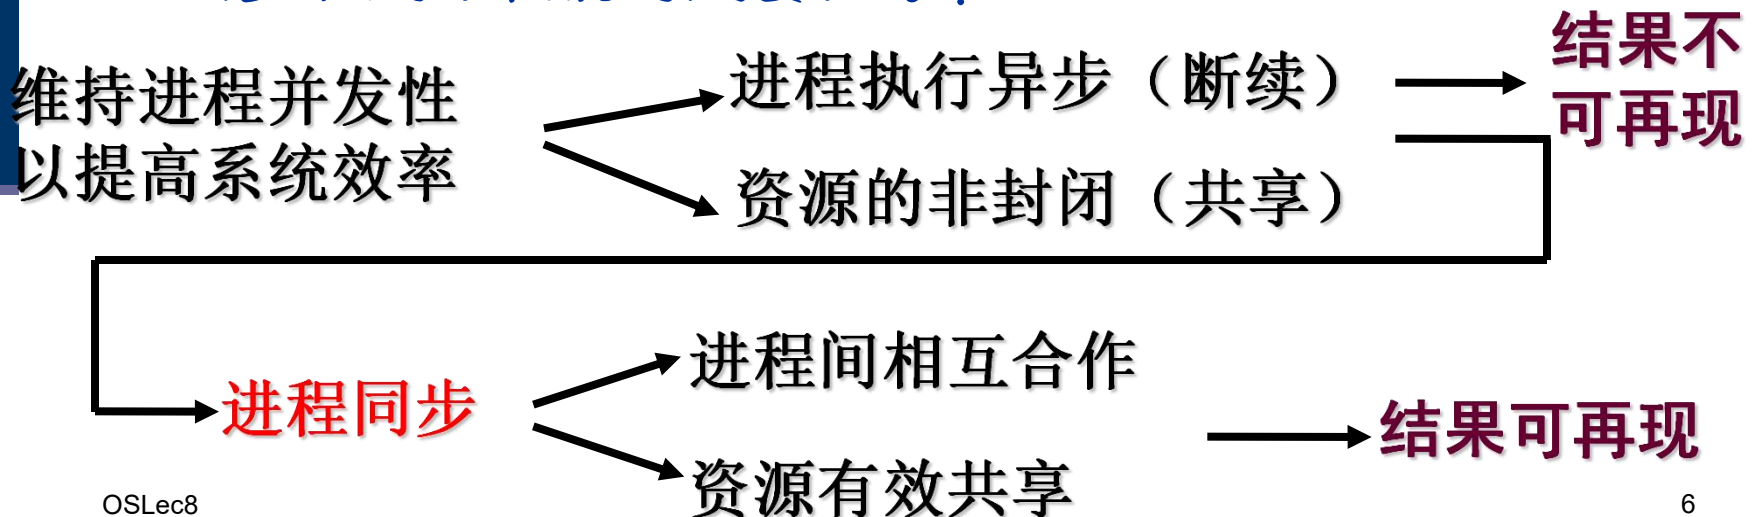 维持进程并发性
以提高系统效率
进程执行异步（断续）
资源的非封闭（共享）
结果不
可再现
进程同步
进程间相互合作
资源有效共享
结果可再现
OSLec8
6